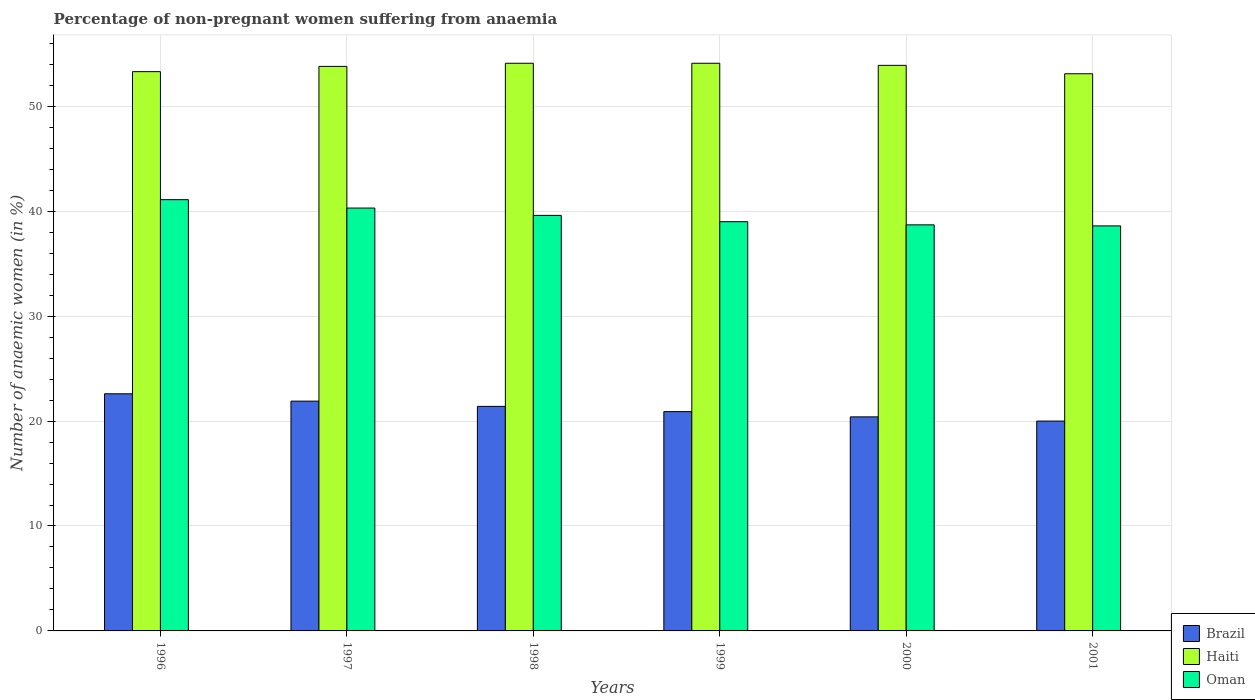 Percentage of non-pregnant women suffering from anaemia
Number of anaemic women (in %)
50
40
30
20
10
0
1996
1997
1998
1999
2000
2001
Years
Brazil
Haiti
Oman